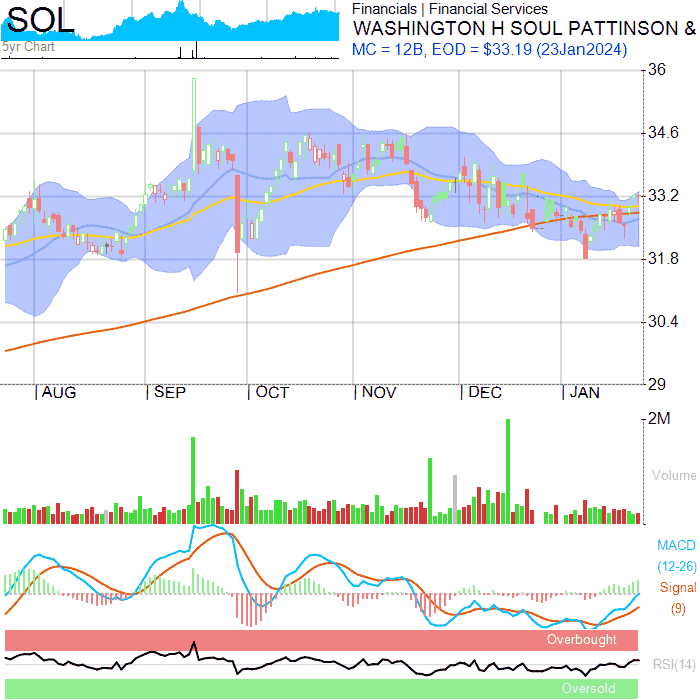 SOL
Financials | Financial Services
WASHINGTON H SOUL PATTINSON &
MC = 12B, EOD = $33.19 (23Jan2024)
5yr Chart
36
34.6
33.2
31.8
30.4
29
| AUG | SEP | OCT | NOV | DEC | JAN
2M
Volume
MACD
(12-26)
Signal
(9)
Overbought
RSI(14)
Oversold